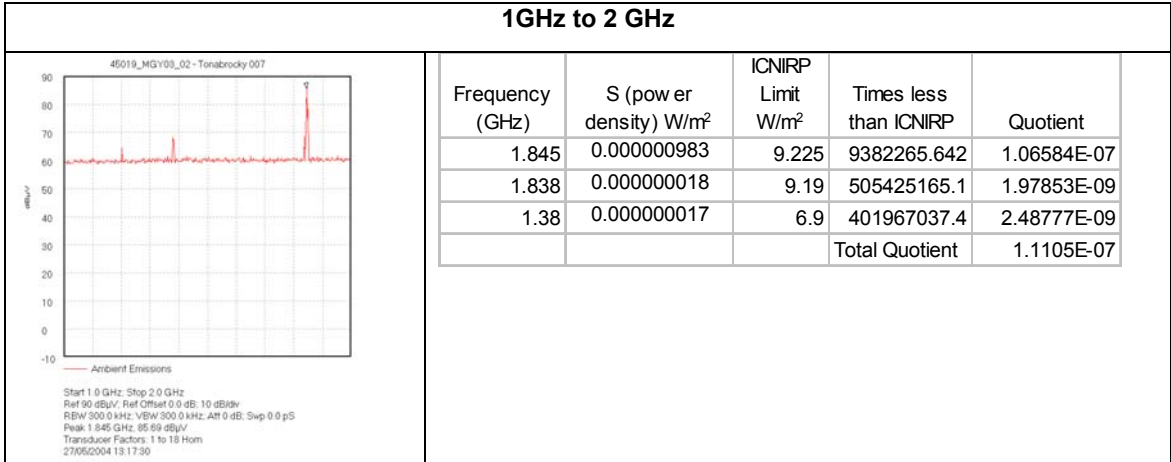 1GHz to 2 GHz
45019_MGY03_02 - Tonabrocky 007
90
80
70
60
50
40
30
20
10
0
-10
dBµV
Ambient Emissions
Start 1.0 GHz; Stop 2.0 GHz
Ref 90 dBµV; Ref Offset 0.0 dB; 10 dB/div
RBW 300.0 kHz; VBW 300.0 kHz; Att 0 dB; Swp 0.0 pS
Peak 1.845 GHz, 85.69 dBµV
Transducer Factors: 1 to 18 Horn
27/05/2004 13:17:30
Frequency (GHz) S (pow er density) W/m² ICNIRP Limit W/m² Times less than ICNIRP Quotient
1.845 0.000000983 9.225 9382265.642 1.06584E-07
1.838 0.000000018 9.19 505425165.1 1.97853E-09
1.38 0.000000017 6.9 401967037.4 2.48777E-09
Total Quotient 1.1105E-07